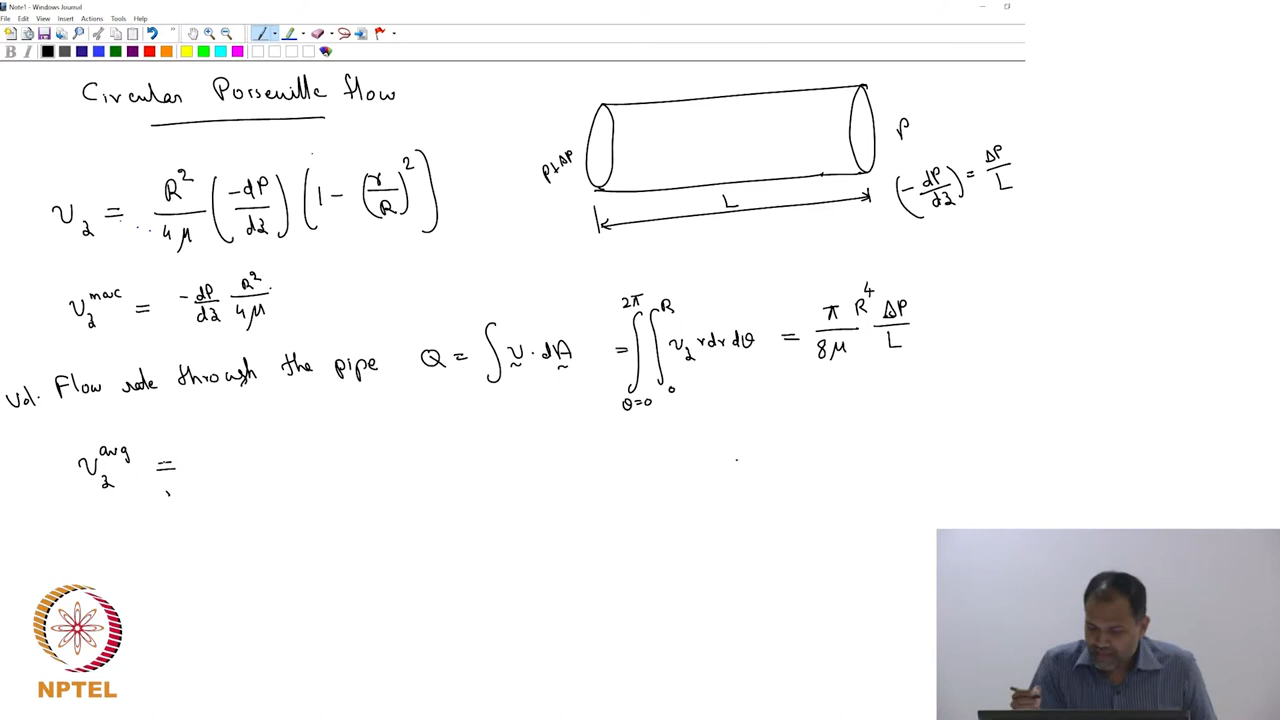 Note1 - Windows Journal
File Edit View Insert Actions Tools Help
B I
Circular Poiseuille flow
P+ΔP
P
L
(-dP/dz) = ΔP/L
v_z = R²/4μ (-dP/dz) (1 - (r/R)²)
v_z^max = -dP/dz R²/4μ
Vol. Flow rate through the pipe Q = ∫ v · dA = ∫_{θ=0}^{2π} ∫_0^R v_z r dr dθ = π/8μ R⁴ ΔP/L
v_z^avg =
NPTEL